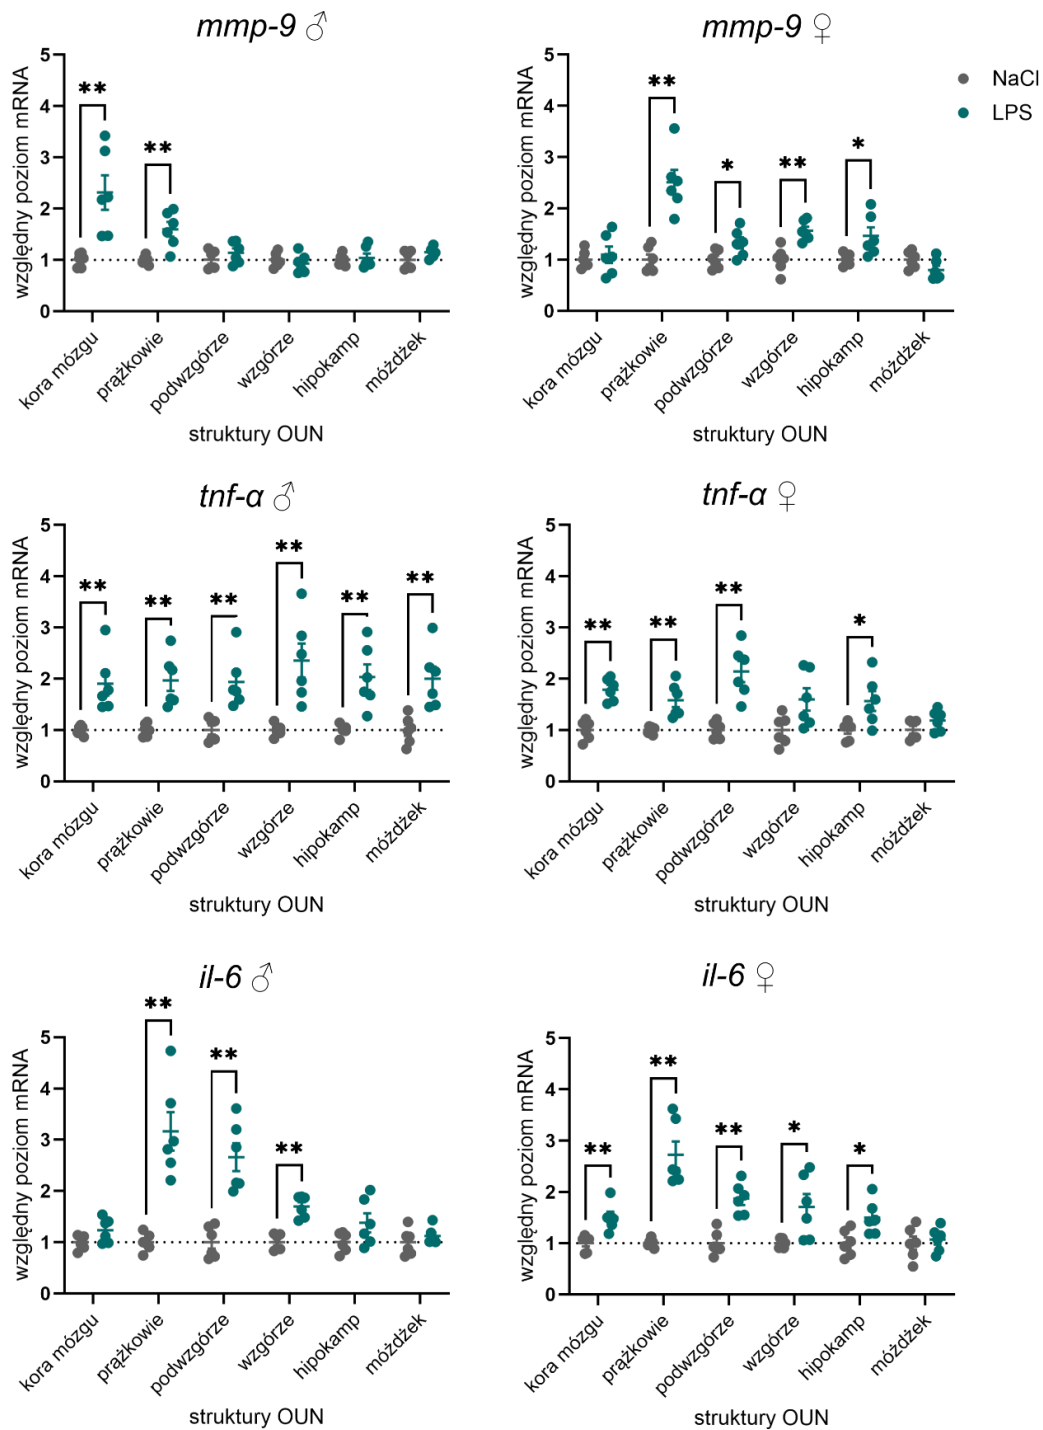 mmp-9 ♂
względny poziom mRNA
5
4
3
2
1
0
** **
kora mózgu
prążkowie
podwzgórze
wzgórze
hipokamp
móżdżek
struktury OUN
mmp-9 ♀
względny poziom mRNA
5
4
3
2
1
0
** * ** *
kora mózgu
prążkowie
podwzgórze
wzgórze
hipokamp
móżdżek
struktury OUN
NaCl
LPS
tnf-α ♂
względny poziom mRNA
5
4
3
2
1
0
** ** ** ** ** **
kora mózgu
prążkowie
podwzgórze
wzgórze
hipokamp
móżdżek
struktury OUN
tnf-α ♀
względny poziom mRNA
5
4
3
2
1
0
** ** ** *
kora mózgu
prążkowie
podwzgórze
wzgórze
hipokamp
móżdżek
struktury OUN
il-6 ♂
względny poziom mRNA
5
4
3
2
1
0
** ** **
kora mózgu
prążkowie
podwzgórze
wzgórze
hipokamp
móżdżek
struktury OUN
il-6 ♀
względny poziom mRNA
5
4
3
2
1
0
** ** ** * *
kora mózgu
prążkowie
podwzgórze
wzgórze
hipokamp
móżdżek
struktury OUN